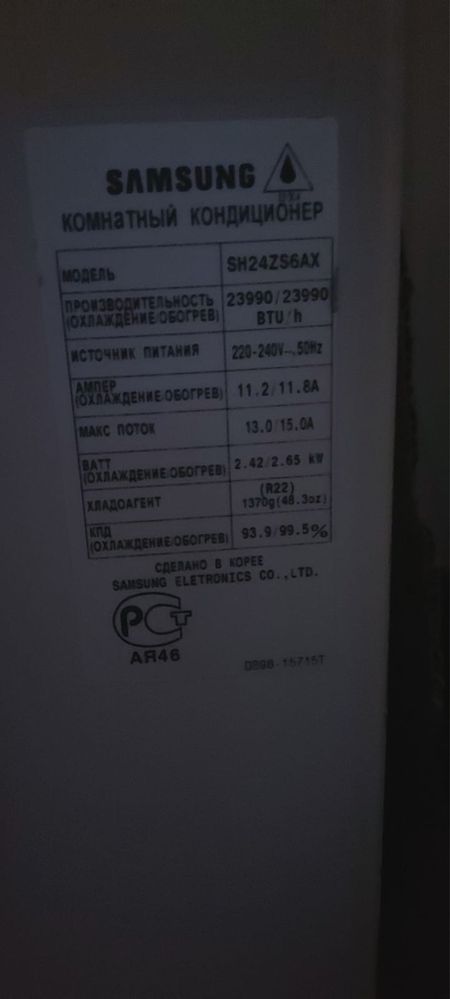 SAMSUNG
КОМНАТНЫЙ КОНДИЦИОНЕР
МОДЕЛЬ SH24ZS6AX
ПРОИЗВОДИТЕЛЬНОСТЬ 23990/23990
(ОХЛАЖДЕНИЕ/ОБОГРЕВ) BTU/h
ИСТОЧНИК ПИТАНИЯ 220-240V~, 50Hz
АМПЕР
(ОХЛАЖДЕНИЕ/ОБОГРЕВ) 11.2/11.8A
МАКС ПОТОК 13.0/15.0A
ВАТТ
(ОХЛАЖДЕНИЕ/ОБОГРЕВ) 2.42/2.65 kW
ХЛАДОАГЕНТ (R22)
1370g(48.3oz)
КПД
(ОХЛАЖДЕНИЕ/ОБОГРЕВ) 93.9/99.5%
СДЕЛАНО В КОРЕЕ
SAMSUNG ELETRONICS CO.,LTD.
РСТ
АЯ46
DB98-15715T